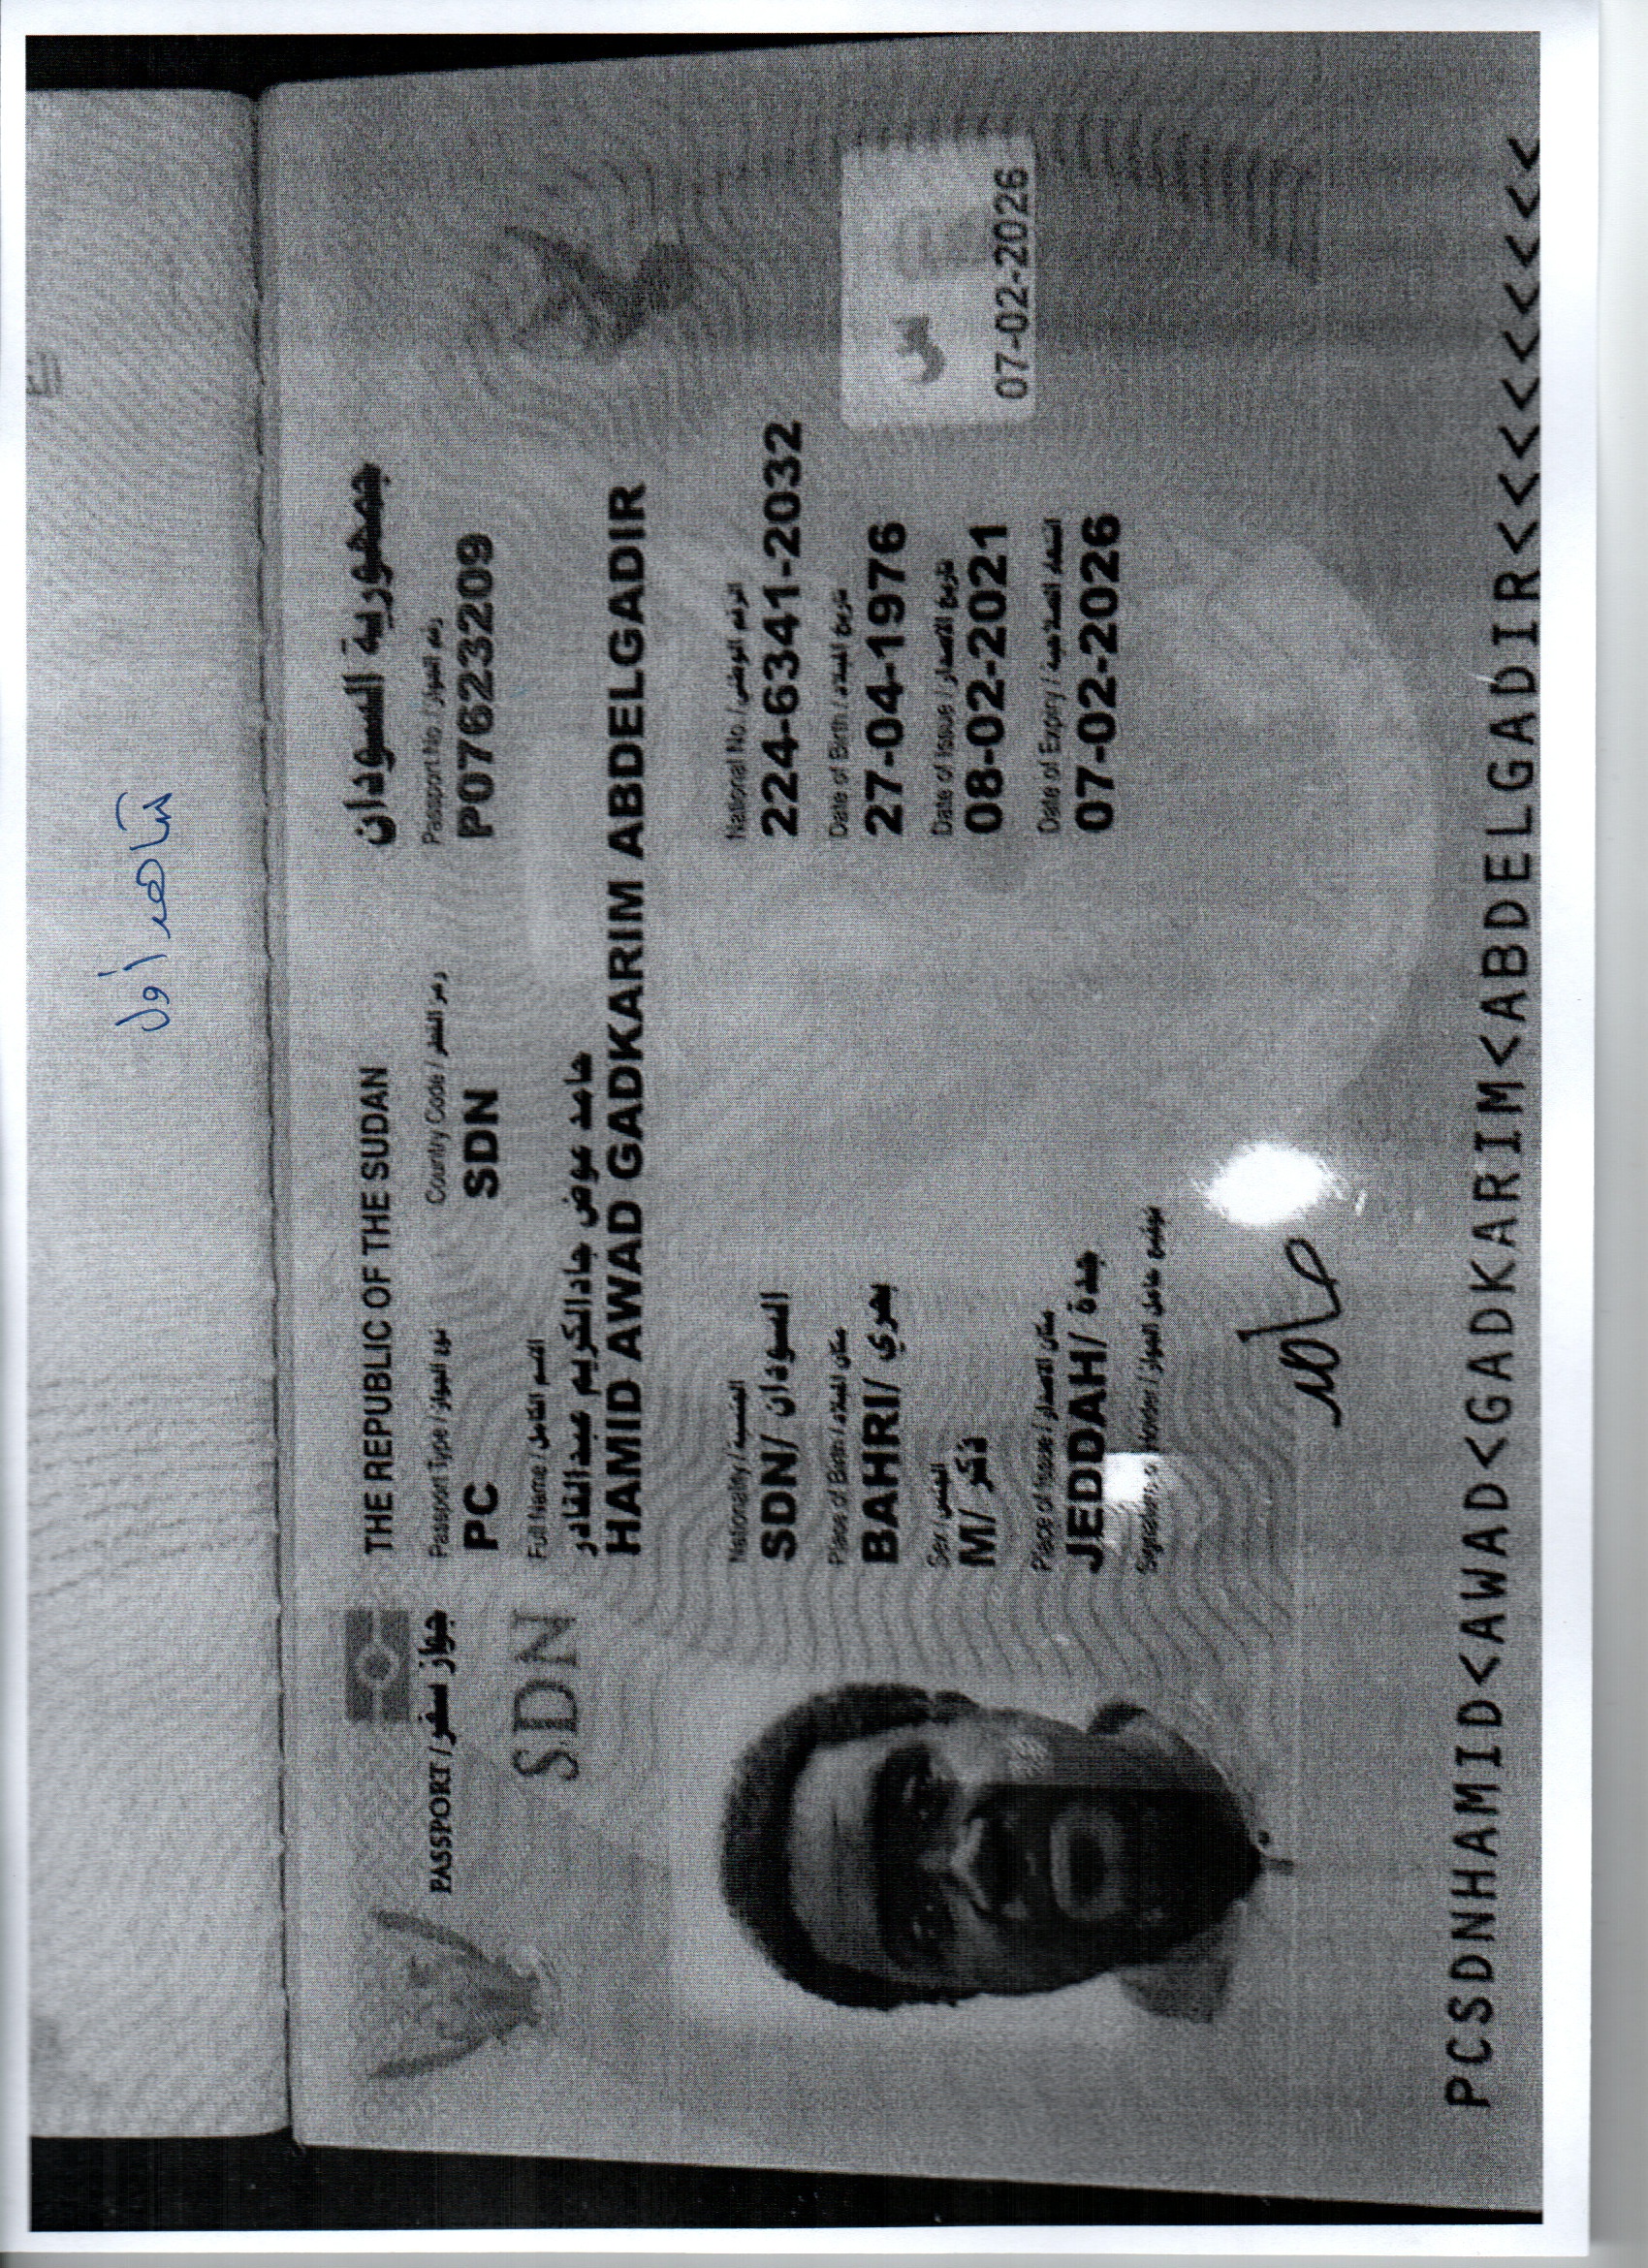 شاهد أول
THE REPUBLIC OF THE SUDAN
جمهورية السودان
PASSPORT / جواز سفر
Passport Type / نوع الجواز
Country Code / رمز القطر
Passport No. / رقم الجواز
PC
SDN
P07623209
SDN
Full Name / الاسم الكامل
حامد عوض جادالكريم عبدالقادر
HAMID AWAD GADKARIM ABDELGADIR
Nationality / الجنسية
National No. / الرقم الوطني
SDN/ السودان
224-6341-2032
Place of Birth / مكان الميلاد
Date of Birth / تاريخ الميلاد
BAHRI/ بحري
27-04-1976
Sex / الجنس
Date of Issue / تاريخ الاصدار
M/ ذكر
08-02-2021
Place of Issue / مكان الاصدار
Date of Expiry / انتهاء الصلاحية
JEDDAH/ جدة
07-02-2026
Holder / توقيع حامل الجواز
حامد
07-02-2026
PCSDNHAMID<AWAD<GADKARIM<ABDELGADIR<<<<<<<<<